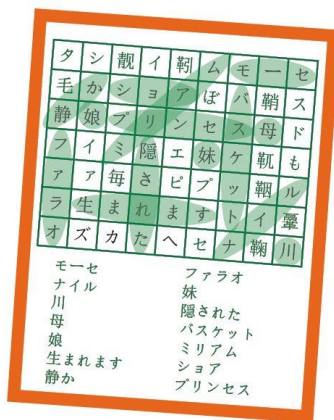 タ シ 靓 イ 靷 ム モ ー セ
毛 か シ ョ ア ぼ バ 鞘 ス
静 娘 プ リ ン セ ス 母 ド
フ イ ミ 隠 エ 妹 ケ も
ァ ァ 毎 さ ピ プ ッ 鞇 ル
ラ 生 ま れ ま す ト イ
オ ズ カ た へ セ ナ 鞠 川
モーセ
ナイル
川
母
娘
生まれます
静か
ファラオ
妹
隠された
バスケット
ミリアム
ショア
プリンセス